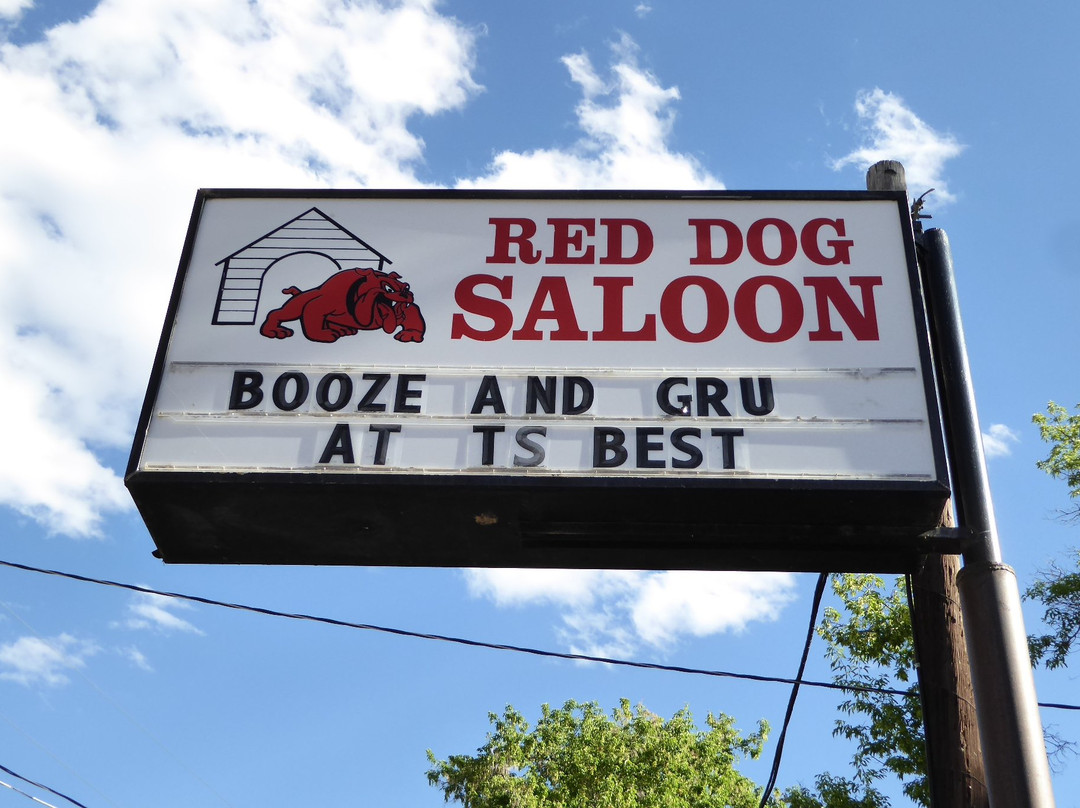 RED DOG
SALOON
BOOZE AND GRU
AT TS BEST